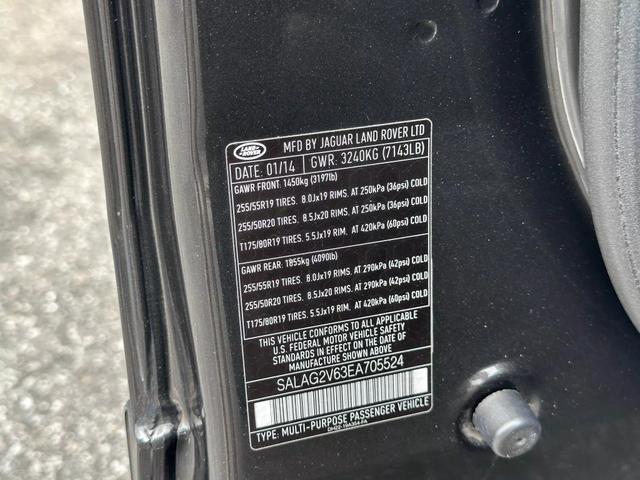 LAND ROVER MFD BY JAGUAR LAND ROVER LTD
DATE: 01/14 GWR: 3240KG (7143LB)
GAWR FRONT. 1450kg (3197lb)
255/55R19 TIRES. 8.0Jx19 RIMS. AT 250kPa (36psi) COLD
255/50R20 TIRES. 8.5Jx20 RIMS. AT 250kPa (36psi) COLD
T175/80R19 TIRES. 5.5Jx19 RIM. AT 420kPa (60psi) COLD
GAWR REAR. 1855kg (4090lb)
255/55R19 TIRES. 8.0Jx19 RIMS. AT 290kPa (42psi) COLD
255/50R20 TIRES. 8.5Jx20 RIMS. AT 290kPa (42psi) COLD
T175/80R19 TIRES. 5.5Jx19 RIM. AT 420kPa (60psi) COLD
THIS VEHICLE CONFORMS TO ALL APPLICABLE
U.S. FEDERAL MOTOR VEHICLE SAFETY
STANDARDS IN EFFECT ON THE DATE OF
MANUFACTURE SHOWN ABOVE.
SALAG2V63EA705524
TYPE: MULTI-PURPOSE PASSENGER VEHICLE
DH22-19A354-FA